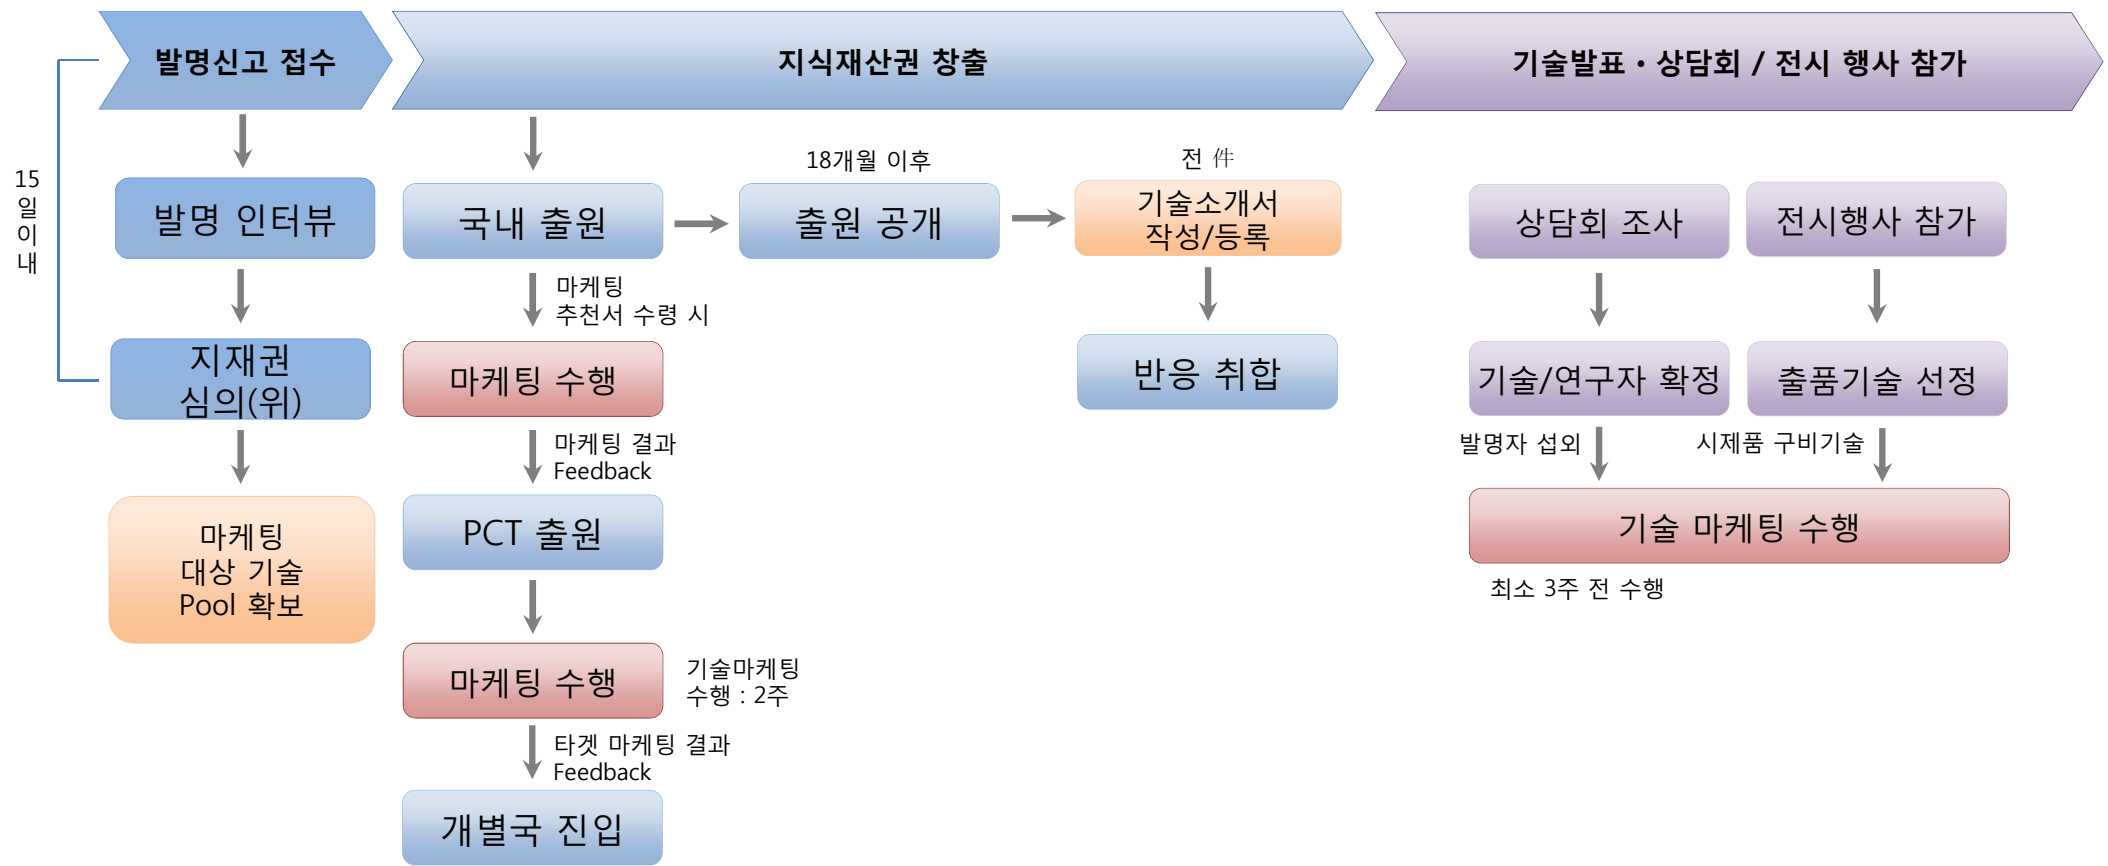 발명신고 접수
지식재산권 창출
기술발표 · 상담회 / 전시 행사 참가
15
일
이
내
발명 인터뷰
지재권
심의(위)
마케팅
대상 기술
Pool 확보
국내 출원
마케팅
추천서 수령 시
마케팅 수행
마케팅 결과
Feedback
PCT 출원
마케팅 수행
기술마케팅
수행 : 2주
타겟 마케팅 결과
Feedback
개별국 진입
18개월 이후
출원 공개
전 件
기술소개서
작성/등록
반응 취합
상담회 조사
기술/연구자 확정
발명자 섭외
전시행사 참가
출품기술 선정
시제품 구비기술
기술 마케팅 수행
최소 3주 전 수행